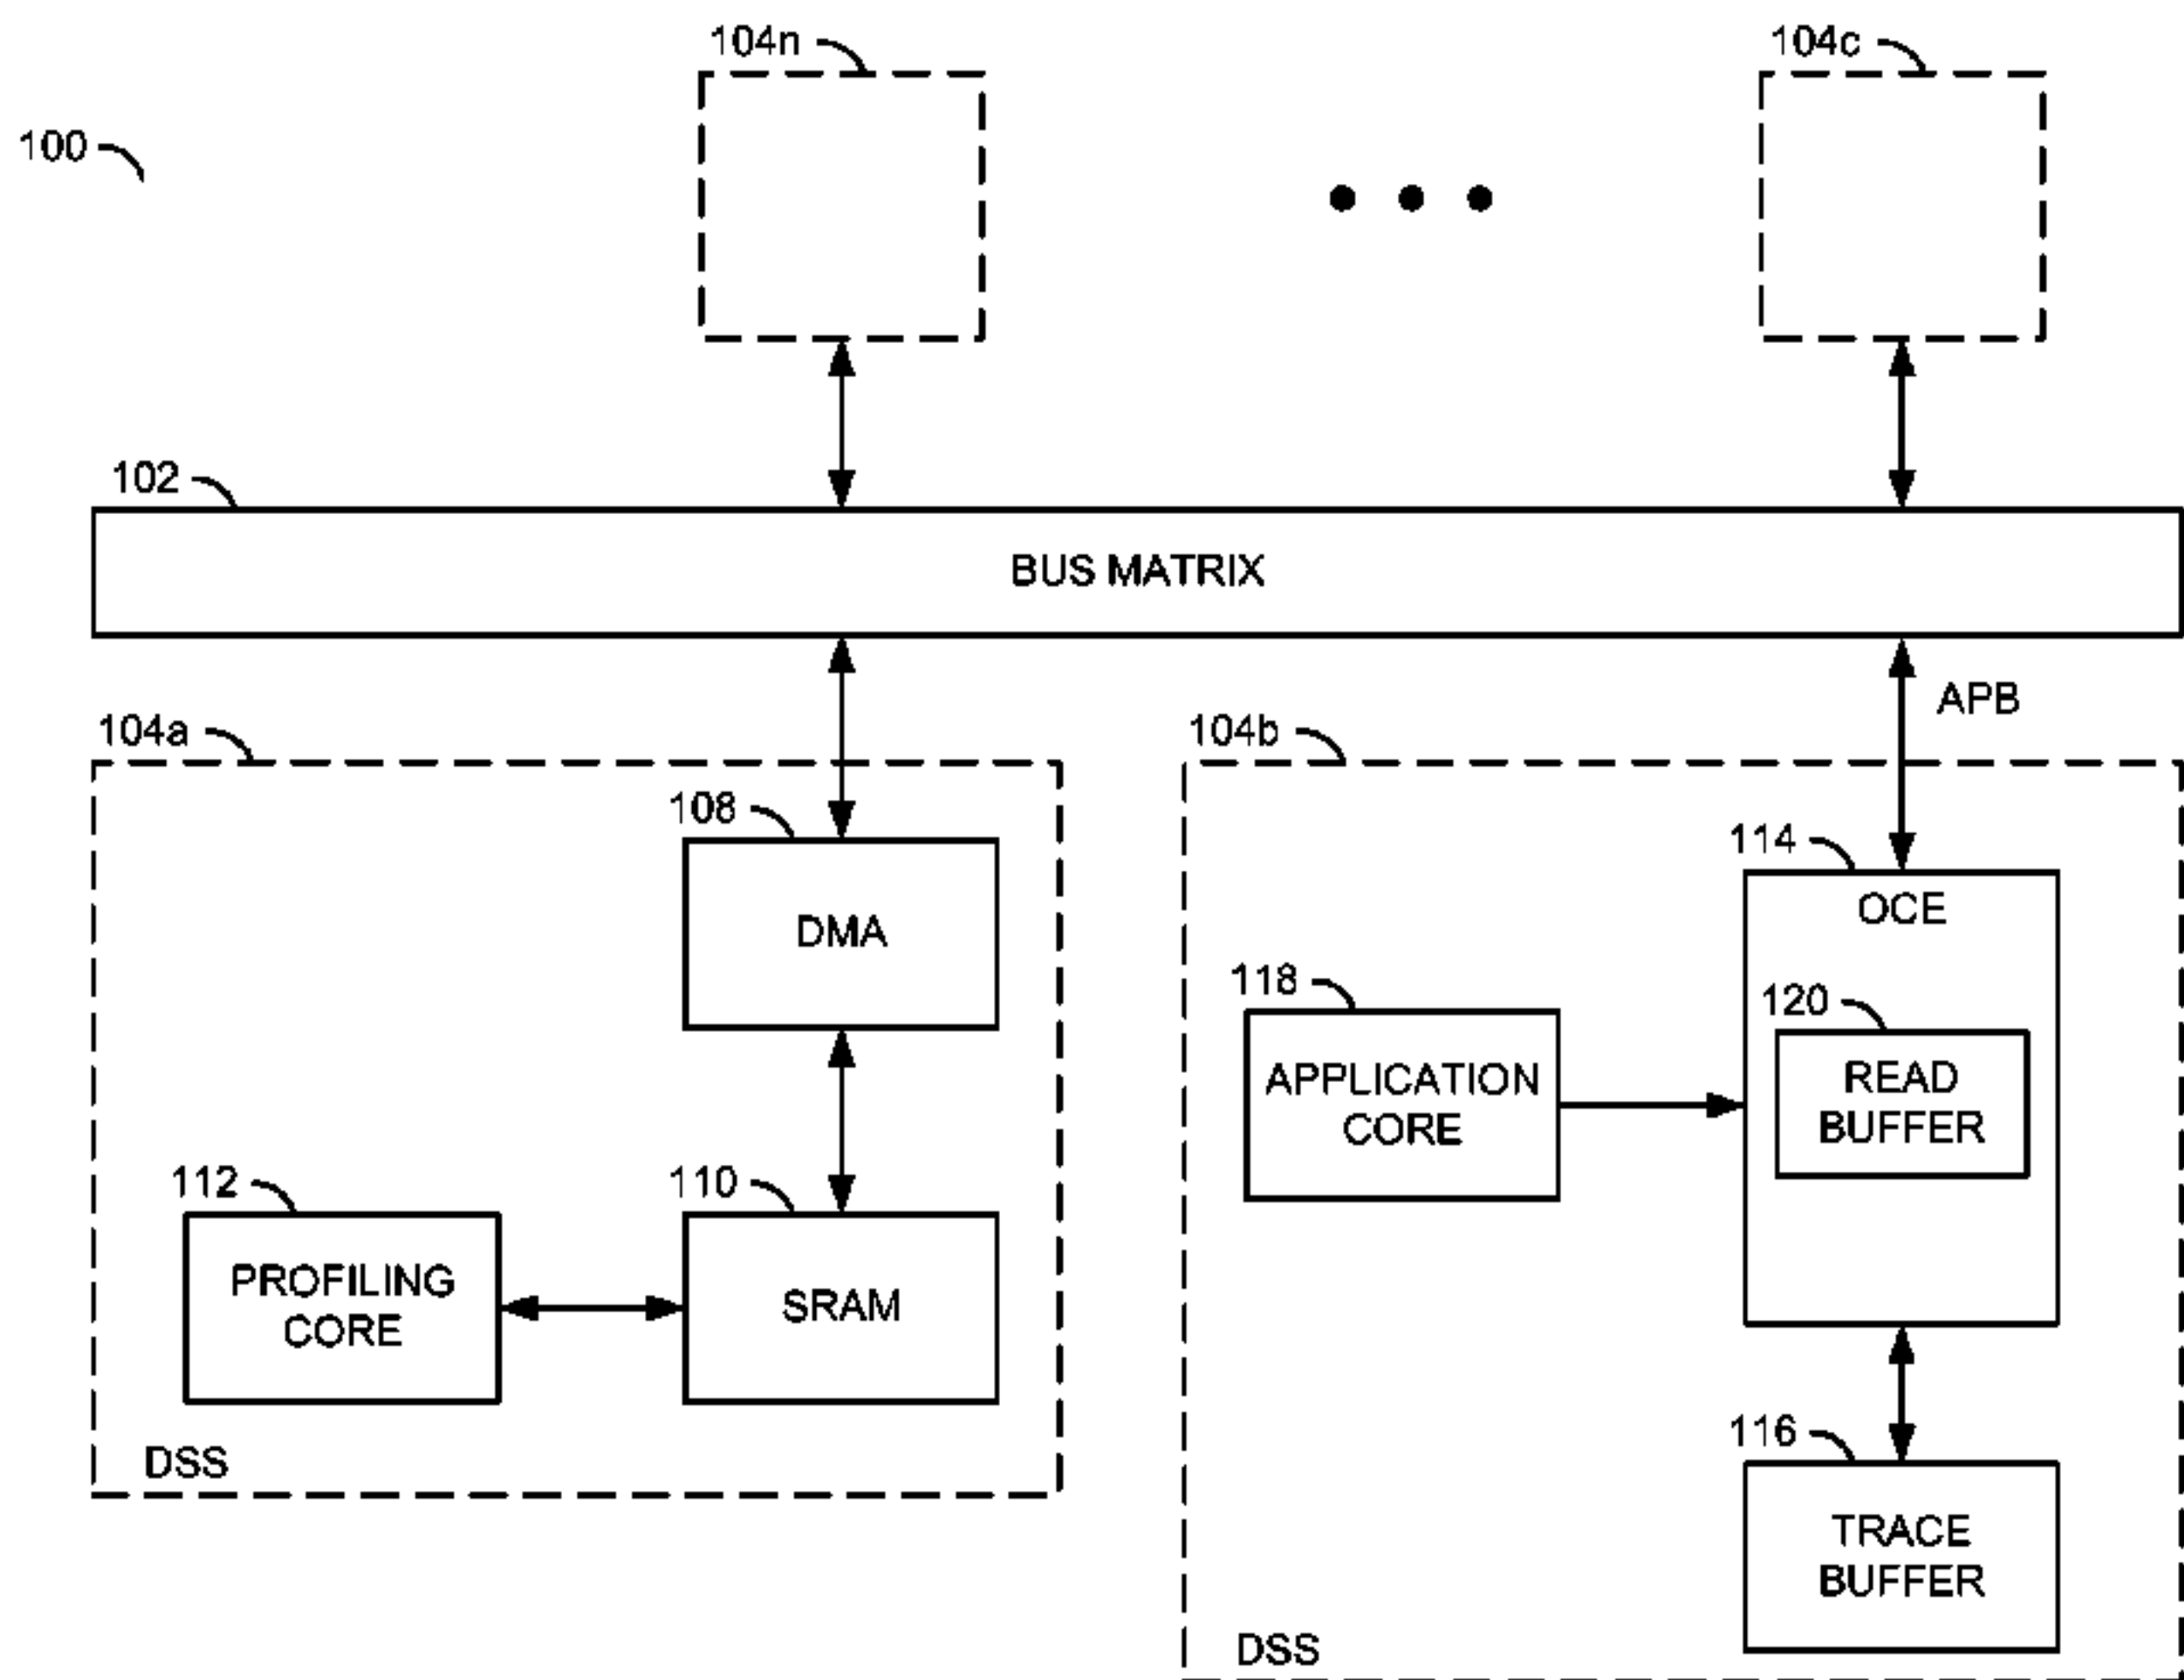 104n
104c
100
102
BUS MATRIX
APB
104a
104b
108
114
DMA
OCE
118
120
APPLICATION
CORE
READ
BUFFER
112
110
PROFILING
CORE
SRAM
116
DSS
TRACE
BUFFER
DSS